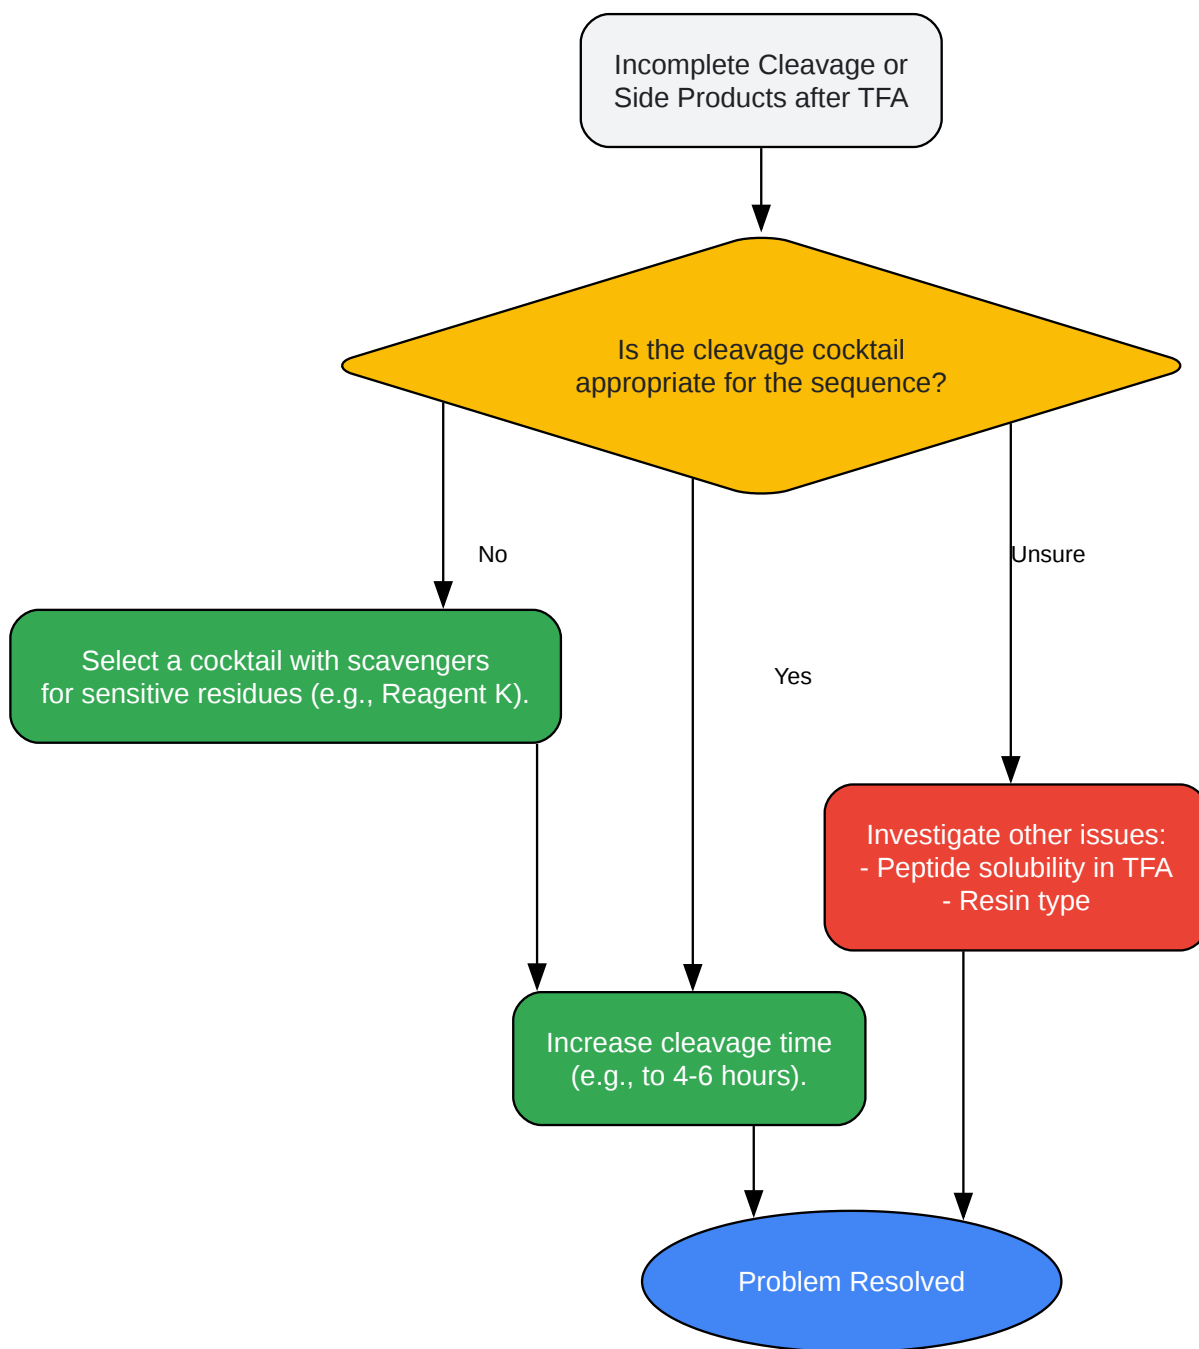 Incomplete Cleavage or
Side Products after TFA
Is the cleavage cocktail
appropriate for the sequence?
No
Unsure
Select a cocktail with scavengers
for sensitive residues (e.g., Reagent K).
Yes
Investigate other issues:
- Peptide solubility in TFA
- Resin type
Increase cleavage time
(e.g., to 4-6 hours).
Problem Resolved